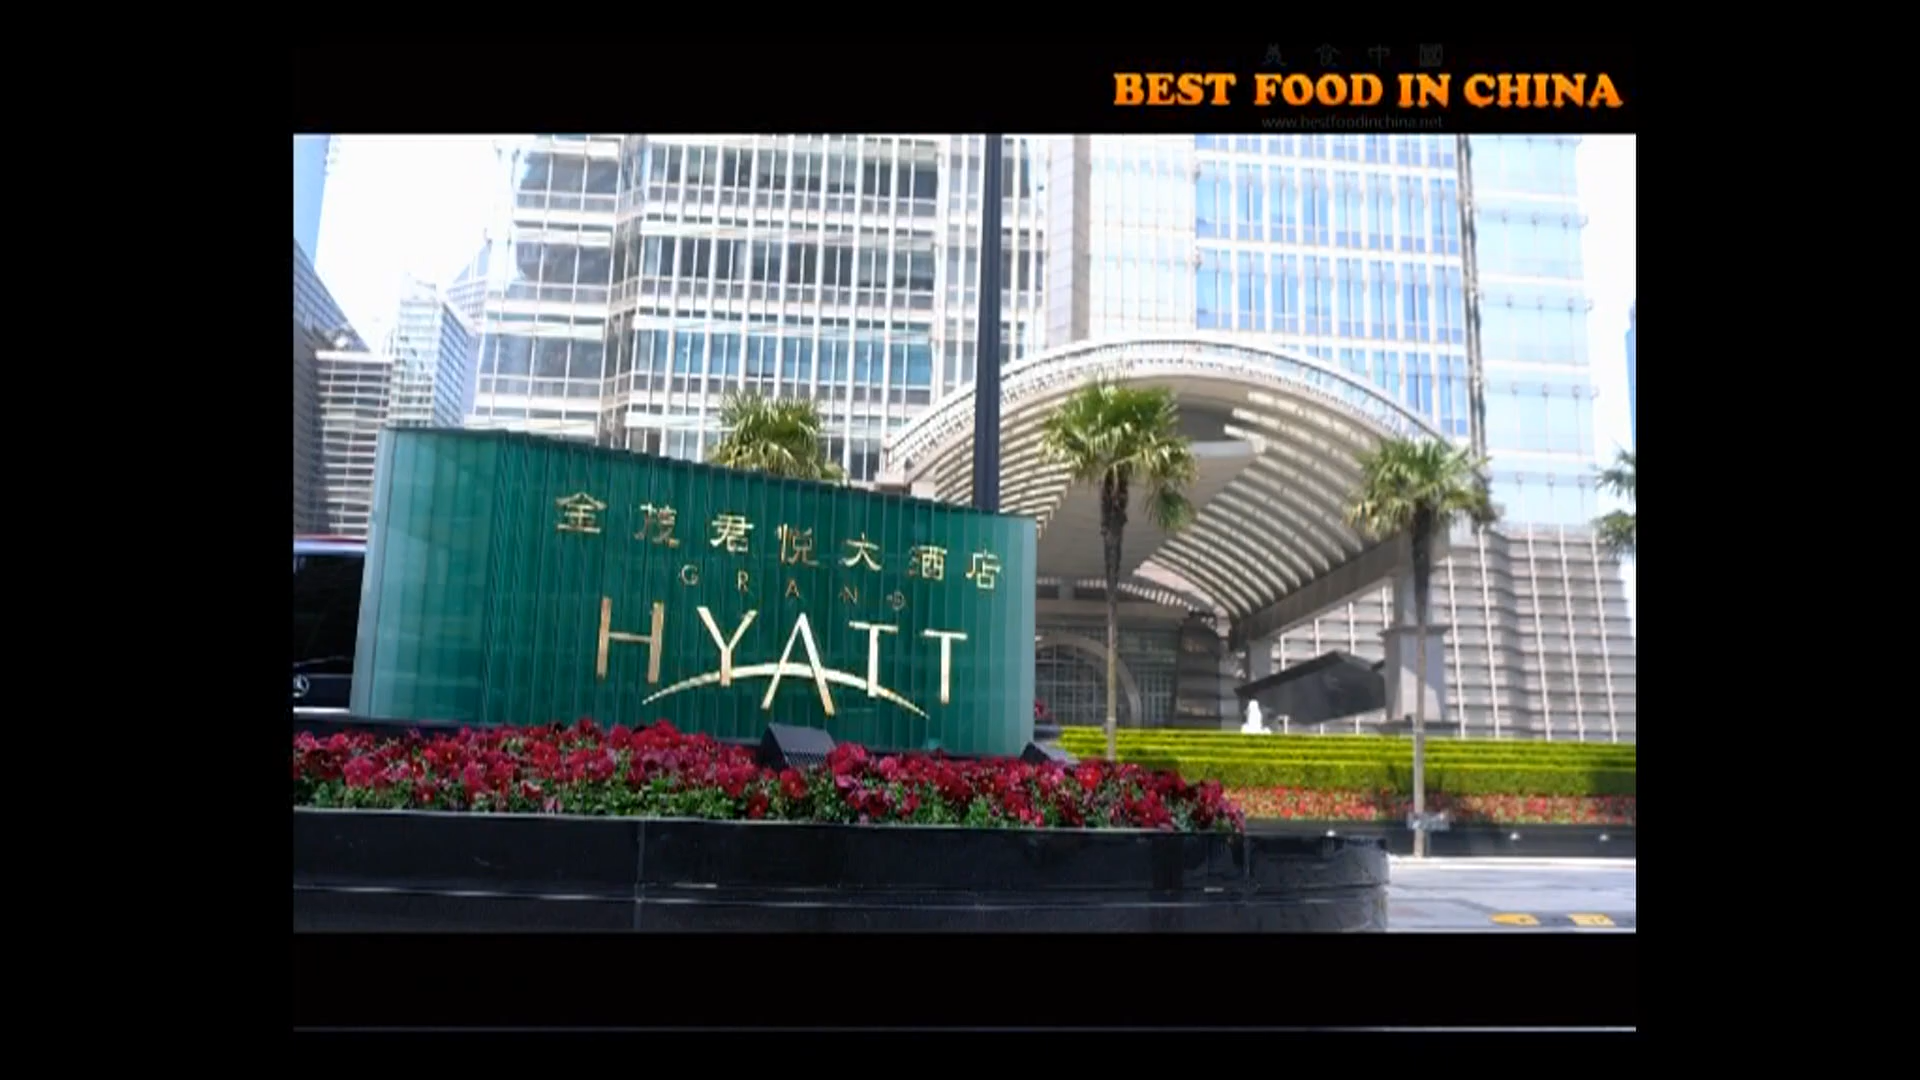 美食中國
BEST FOOD IN CHINA
www.bestfoodinchina.net
金茂君悦大酒店
GRAND
HYATT